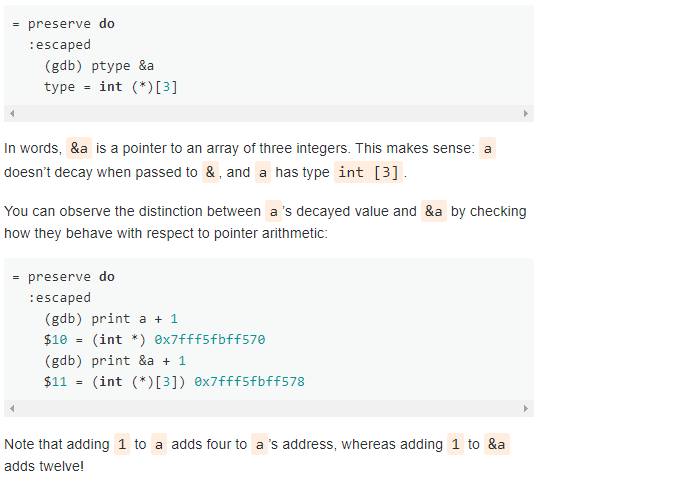 = preserve do
:escaped
(gdb) ptype &a
type = int (*)[3]
In words, &a is a pointer to an array of three integers. This makes sense: a
doesn’t decay when passed to &, and a has type int [3].
You can observe the distinction between a’s decayed value and &a by checking
how they behave with respect to pointer arithmetic:
= preserve do
:escaped
(gdb) print a + 1
$10 = (int *) 0x7fff5fbff570
(gdb) print &a + 1
$11 = (int (*)[3]) 0x7fff5fbff578
Note that adding 1 to a adds four to a’s address, whereas adding 1 to &a
adds twelve!